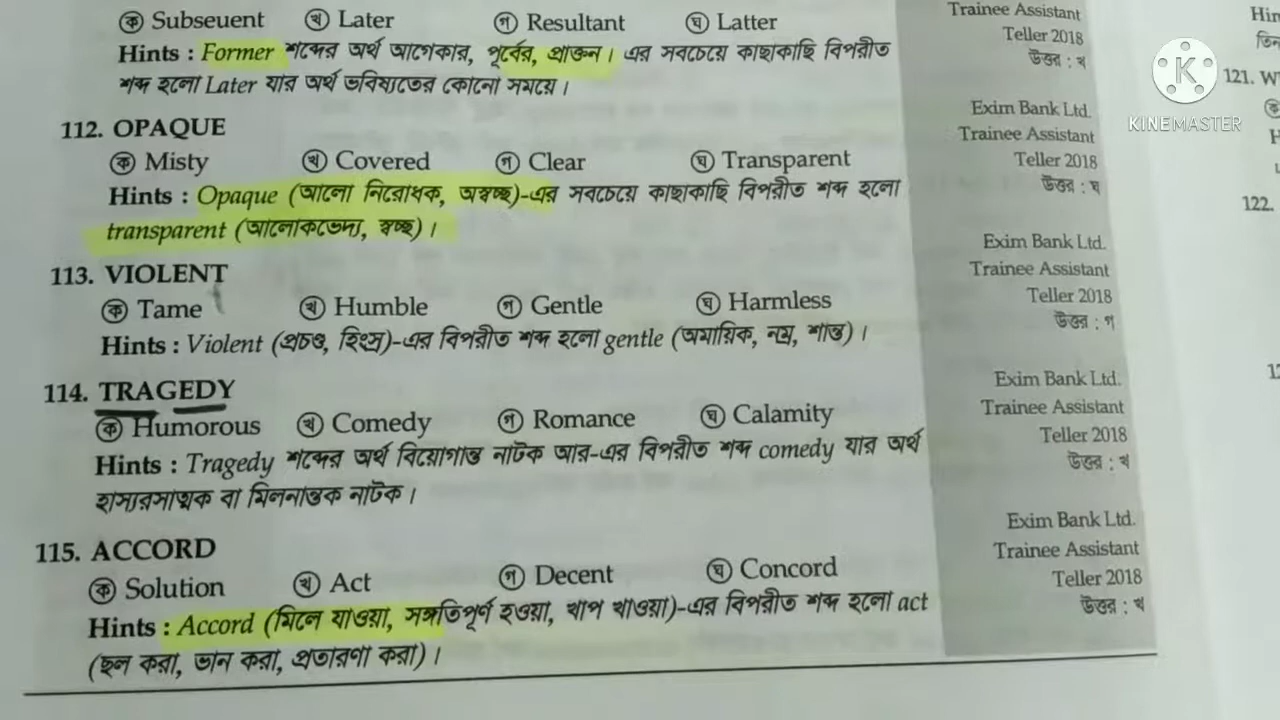 ক Subseuent খ Later গ Resultant ঘ Latter
Trainee Assistant
Teller 2018
উত্তর : খ
Hints : Former শব্দের অর্থ আগেকার, পূর্বের, প্রাক্তন। এর সবচেয়ে কাছাকাছি বিপরীত
শব্দ হলো Later যার অর্থ ভবিষ্যতের কোনো সময়ে।
112. OPAQUE
Exim Bank Ltd.
Trainee Assistant
Teller 2018
উত্তর : ঘ
ক Misty খ Covered গ Clear ঘ Transparent
Hints : Opaque (আলো নিরোধক, অস্বচ্ছ)-এর সবচেয়ে কাছাকাছি বিপরীত শব্দ হলো
transparent (আলোকভেদ্য, স্বচ্ছ)।
113. VIOLENT
Exim Bank Ltd.
Trainee Assistant
Teller 2018
উত্তর : গ
ক Tame খ Humble গ Gentle ঘ Harmless
Hints : Violent (প্রচণ্ড, হিংস্র)-এর বিপরীত শব্দ হলো gentle (অমায়িক, নম্র, শান্ত)।
114. TRAGEDY
Exim Bank Ltd.
Trainee Assistant
Teller 2018
উত্তর : খ
ক Humorous খ Comedy গ Romance ঘ Calamity
Hints : Tragedy শব্দের অর্থ বিয়োগান্ত নাটক আর-এর বিপরীত শব্দ comedy যার অর্থ
হাস্যরসাত্মক বা মিলনান্তক নাটক।
115. ACCORD
Exim Bank Ltd.
Trainee Assistant
Teller 2018
উত্তর : খ
ক Solution খ Act গ Decent ঘ Concord
Hints : Accord (মিলে যাওয়া, সঙ্গতিপূর্ণ হওয়া, খাপ খাওয়া)-এর বিপরীত শব্দ হলো act
(ছল করা, ভান করা, প্রতারণা করা)।
K
KINEMASTER
121.
122.